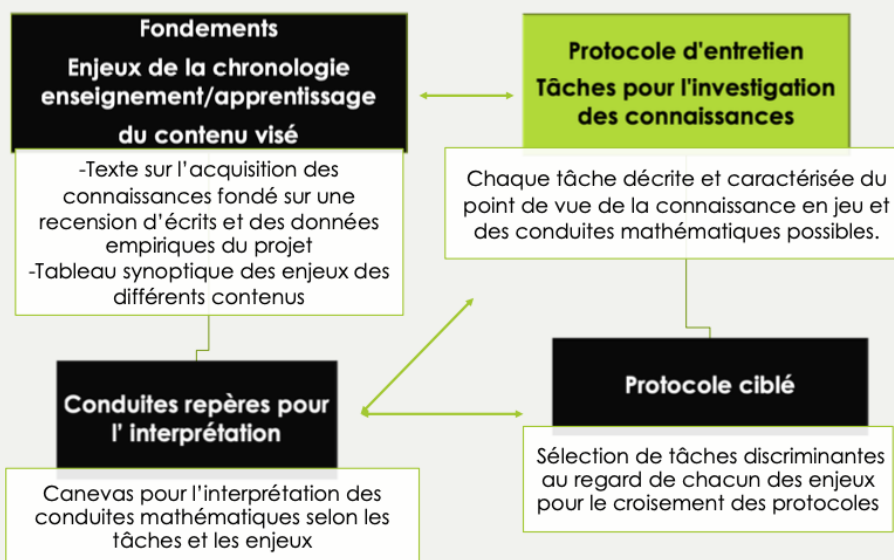 Fondements
Enjeux de la chronologie
enseignement/apprentissage
du contenu visé
-Texte sur l’acquisition des
connaissances fondé sur une
recension d’écrits et des données
empiriques du projet
-Tableau synoptique des enjeux des
différents contenus
Protocole d'entretien
Tâches pour l'investigation
des connaissances
Chaque tâche décrite et caractérisée du
point de vue de la connaissance en jeu et
des conduites mathématiques possibles.
Conduites repères pour
l' interprétation
Canevas pour l’interprétation des
conduites mathématiques selon les
tâches et les enjeux
Protocole ciblé
Sélection de tâches discriminantes
au regard de chacun des enjeux
pour le croisement des protocoles